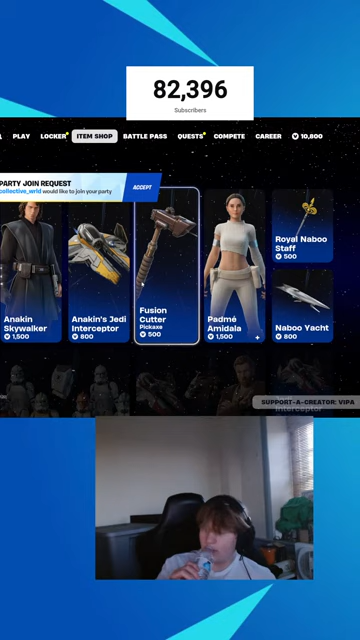 82,396
Subscribers
PLAY
LOCKER
ITEM SHOP
BATTLE PASS
QUESTS
COMPETE
CAREER
10,800
PARTY JOIN REQUEST
collective_wrld would like to join your party
ACCEPT
Anakin
Skywalker
1,500
Anakin's Jedi
Interceptor
800
Fusion
Cutter
Pickaxe
500
Padmé
Amidala
1,500
Royal Naboo
Staff
500
Naboo Yacht
800
Interceptor
SUPPORT-A-CREATOR: VIPA